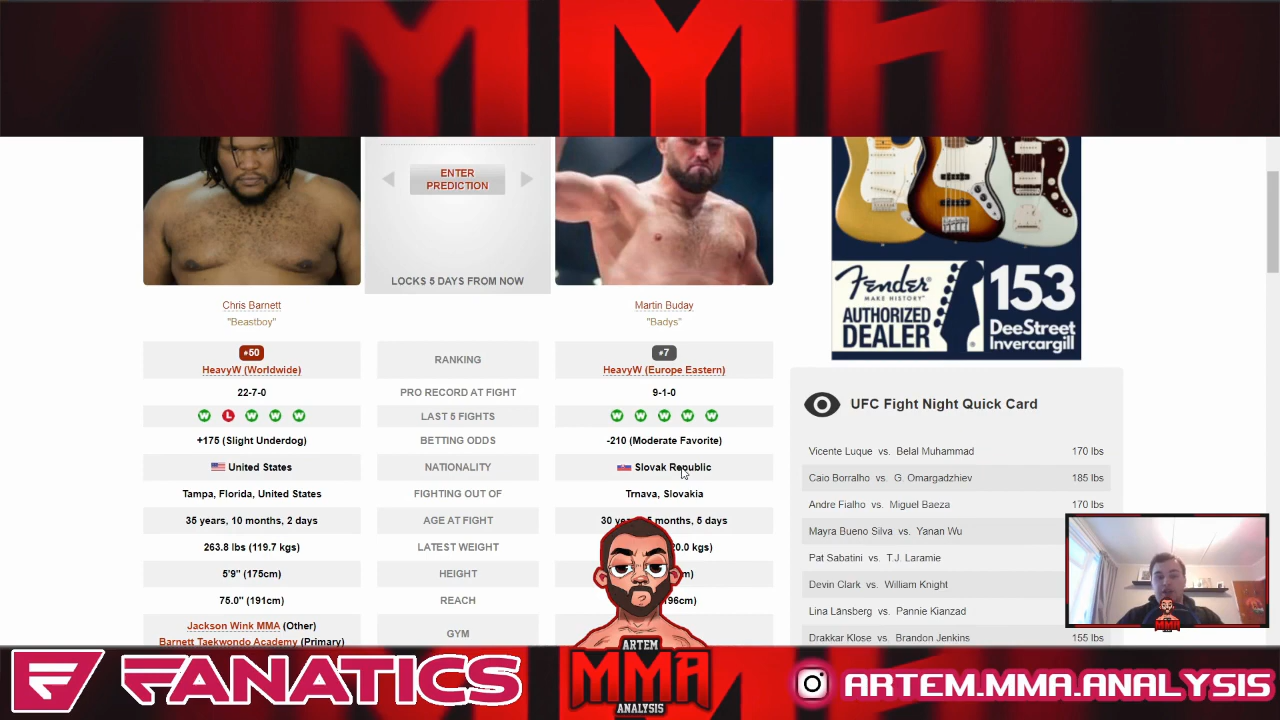 MMA
ENTER
PREDICTION
LOCKS 5 DAYS FROM NOW
Chris Barnett
"Beastboy"
Martin Buday
"Badys"
#50
HeavyW (Worldwide)
RANKING
#7
HeavyW (Europe Eastern)
22-7-0
PRO RECORD AT FIGHT
9-1-0
W L W W W
LAST 5 FIGHTS
W W W W W
+175 (Slight Underdog)
BETTING ODDS
-210 (Moderate Favorite)
United States
NATIONALITY
Slovak Republic
Tampa, Florida, United States
FIGHTING OUT OF
Trnava, Slovakia
35 years, 10 months, 2 days
AGE AT FIGHT
30 months, 5 days
263.8 lbs (119.7 kgs)
LATEST WEIGHT
5'9" (175cm)
HEIGHT
75.0" (191cm)
REACH
Jackson Wink MMA (Other)
Barnett Taekwondo Academy (Primary)
GYM
Fender
MAKE HISTORY
AUTHORIZED
DEALER
153
DeeStreet
Invercargill
UFC Fight Night Quick Card
Vicente Luque vs. Belal Muhammad 170 lbs
Caio Borralho vs. G. Omargadzhiev 185 lbs
Andre Fialho vs. Miguel Baeza 170 lbs
Mayra Bueno Silva vs. Yanan Wu
Pat Sabatini vs. T.J. Laramie
Devin Clark vs. William Knight
Lina Länsberg vs. Pannie Kianzad
Drakkar Klose vs. Brandon Jenkins 155 lbs
FANATICS
ARTEM
MMA
ANALYSIS
ARTEM.MMA.ANALYSIS